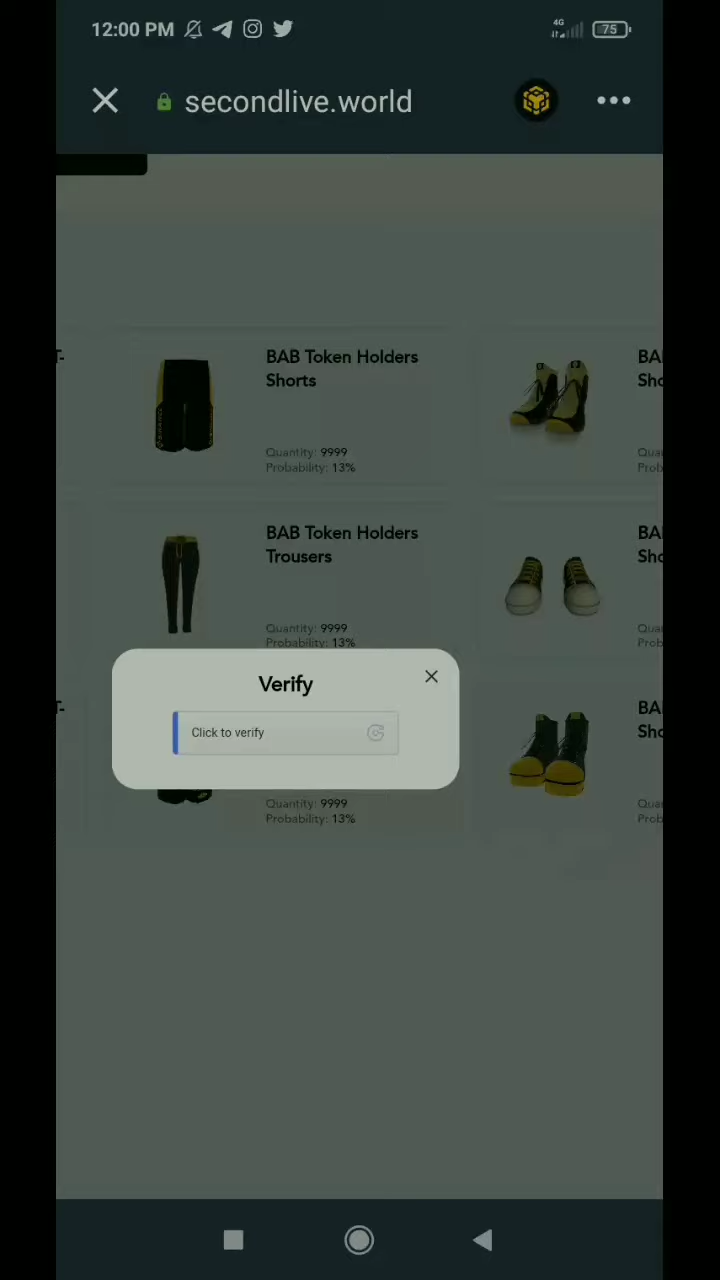 12:00 PM
4G
75
secondlive.world
T-
BAB Token Holders
Shorts
Quantity: 9999
Probability: 13%
BA
Sho
Qua
Prob
BAB Token Holders
Trousers
Quantity: 9999
Probability: 13%
BA
Sho
Qua
Prob
Verify
Click to verify
T-
Quantity: 9999
Probability: 13%
BA
Sho
Qua
Prob